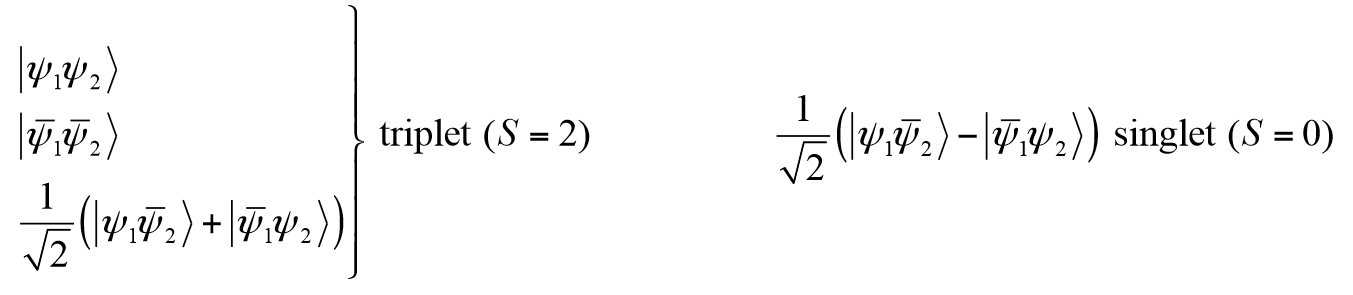 |ψ₁ψ₂⟩
|ψ̅₁ψ̅₂⟩
1/√2 (|ψ₁ψ̅₂⟩ + |ψ̅₁ψ₂⟩)
} triplet (S = 2)
1/√2 (|ψ₁ψ̅₂⟩ − |ψ̅₁ψ₂⟩) singlet (S = 0)